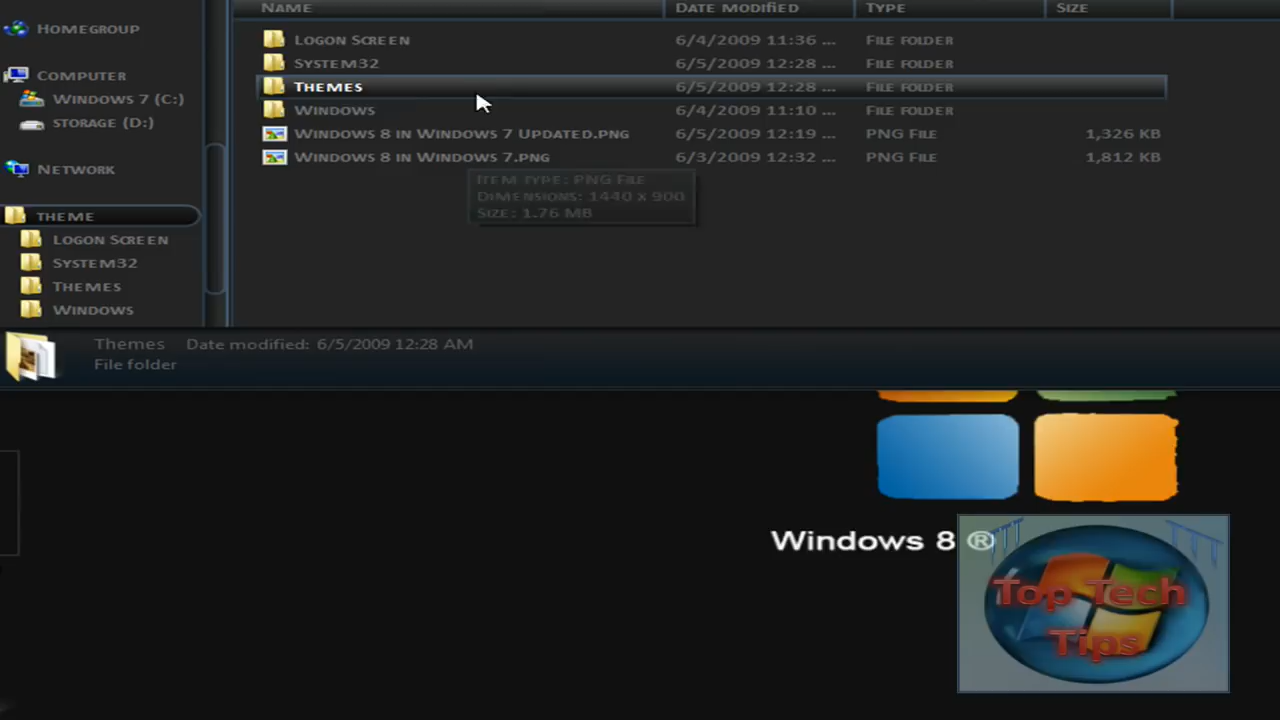 Name Date modified Type Size
Homegroup
Computer
Windows 7 (C:)
Storage (D:)
Network
Theme
Logon Screen
System32
Themes
Windows
Logon Screen 6/4/2009 11:36 ... File folder
System32 6/5/2009 12:28 ... File folder
Themes 6/5/2009 12:28 ... File folder
Windows 6/4/2009 11:10 ... File folder
Windows 8 in Windows 7 Updated.png 6/5/2009 12:19 ... PNG File 1,326 KB
Windows 8 in Windows 7.png 6/3/2009 12:32 ... PNG File 1,812 KB
Item type: PNG File
Dimensions: 1440 x 900
Size: 1.76 MB
Themes Date modified: 6/5/2009 12:28 AM
File folder
Windows 8 ®
Top Tech
Tips